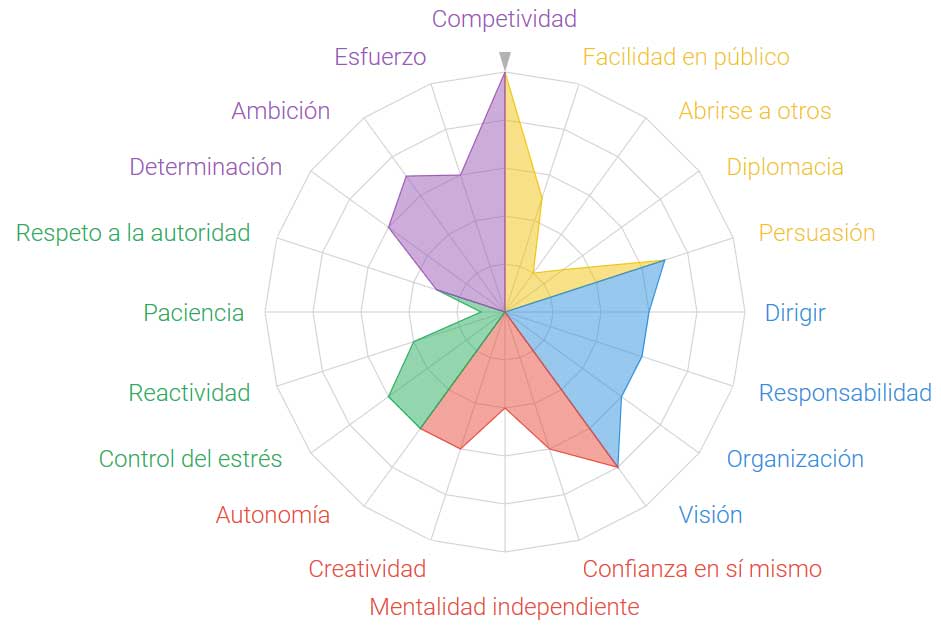 Competividad
Esfuerzo
Facilidad en público
Ambición
Abrirse a otros
Determinación
Diplomacia
Respeto a la autoridad
Persuasión
Paciencia
Dirigir
Reactividad
Responsabilidad
Control del estrés
Organización
Autonomía
Visión
Creatividad
Confianza en sí mismo
Mentalidad independiente